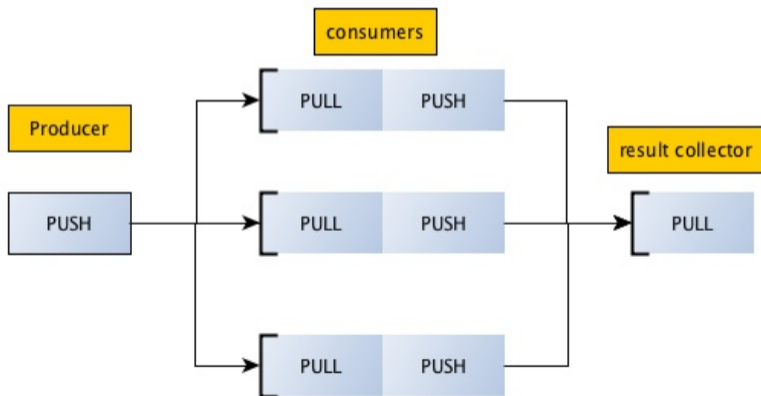 consumers
PULL PUSH
Producer
result collector
PUSH PULL PUSH PULL
PULL PUSH